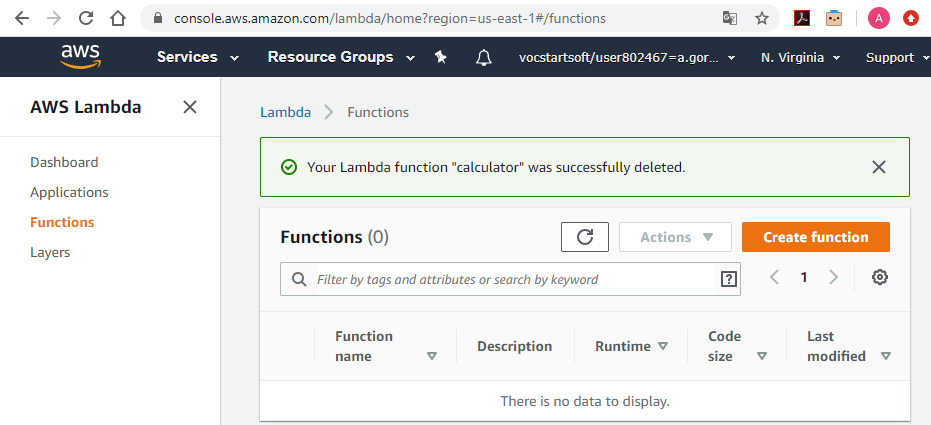 console.aws.amazon.com/lambda/home?region=us-east-1#/functions
A
aws Services Resource Groups vocstartsoft/user802467=a.gor... N. Virginia Support
AWS Lambda
Dashboard
Applications
Functions
Layers
Lambda > Functions
Your Lambda function "calculator" was successfully deleted.
Functions (0) Actions Create function
Filter by tags and attributes or search by keyword ? < 1 >
Function name Description Runtime Code size Last modified
There is no data to display.